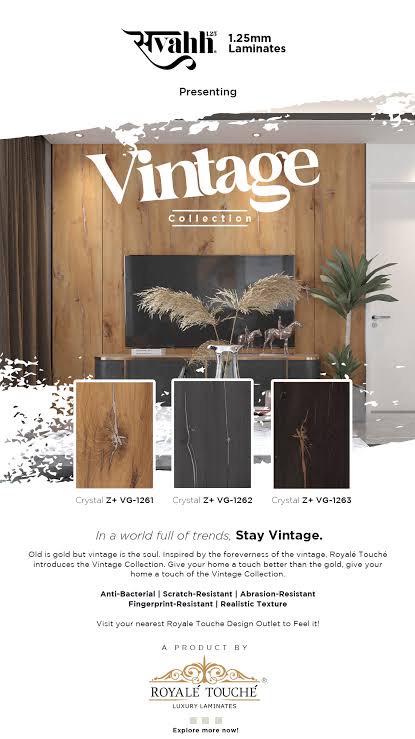 सvahh 1.25 ®
1.25mm
Laminates
Presenting
Vintage
Collection
Crystal Z+ VG-1261
Crystal Z+ VG-1262
Crystal Z+ VG-1263
In a world full of trends, Stay Vintage.
Old is gold but vintage is the soul. Inspired by the foreverness of the vintage, Royalé Touché
introduces the Vintage Collection. Give your home a touch better than the gold, give your
home a touch of the Vintage Collection.
Anti-Bacterial | Scratch-Resistant | Abrasion-Resistant
Fingerprint-Resistant | Realistic Texture
Visit your nearest Royale Touche Design Outlet to Feel it!
A PRODUCT BY
ROYALÉ TOUCHÉ ®
LUXURY LAMINATES
Explore more now!